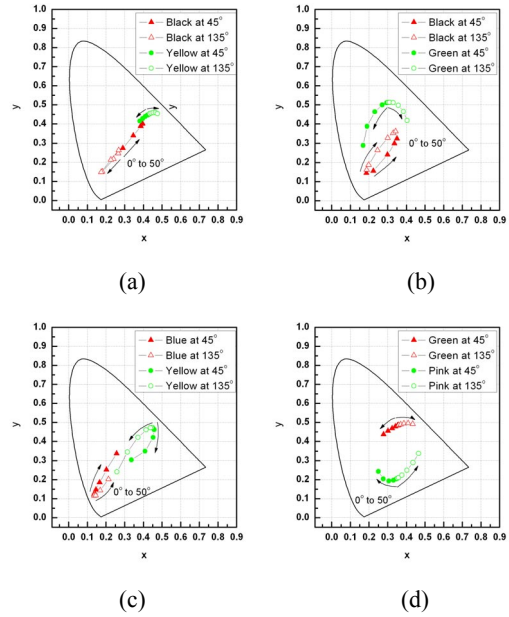 1.0
0.9
0.8
0.7
0.6
0.5
0.4
0.3
0.2
0.1
0.0
y
Black at 45°
Black at 135°
Yellow at 45°
Yellow at 135°
y
0° to 50°
0.0 0.1 0.2 0.3 0.4 0.5 0.6 0.7 0.8 0.9
x
(a)
1.0
0.9
0.8
0.7
0.6
0.5
0.4
0.3
0.2
0.1
0.0
y
Black at 45°
Black at 135°
Green at 45°
Green at 135°
0° to 50°
0.0 0.1 0.2 0.3 0.4 0.5 0.6 0.7 0.8 0.9
x
(b)
1.0
0.9
0.8
0.7
0.6
0.5
0.4
0.3
0.2
0.1
0.0
y
Blue at 45°
Blue at 135°
Yellow at 45°
Yellow at 135°
0° to 50°
0.0 0.1 0.2 0.3 0.4 0.5 0.6 0.7 0.8 0.9
x
(c)
1.0
0.9
0.8
0.7
0.6
0.5
0.4
0.3
0.2
0.1
0.0
y
Green at 45°
Green at 135°
Pink at 45°
Pink at 135°
0° to 50°
0.0 0.1 0.2 0.3 0.4 0.5 0.6 0.7 0.8 0.9
x
(d)